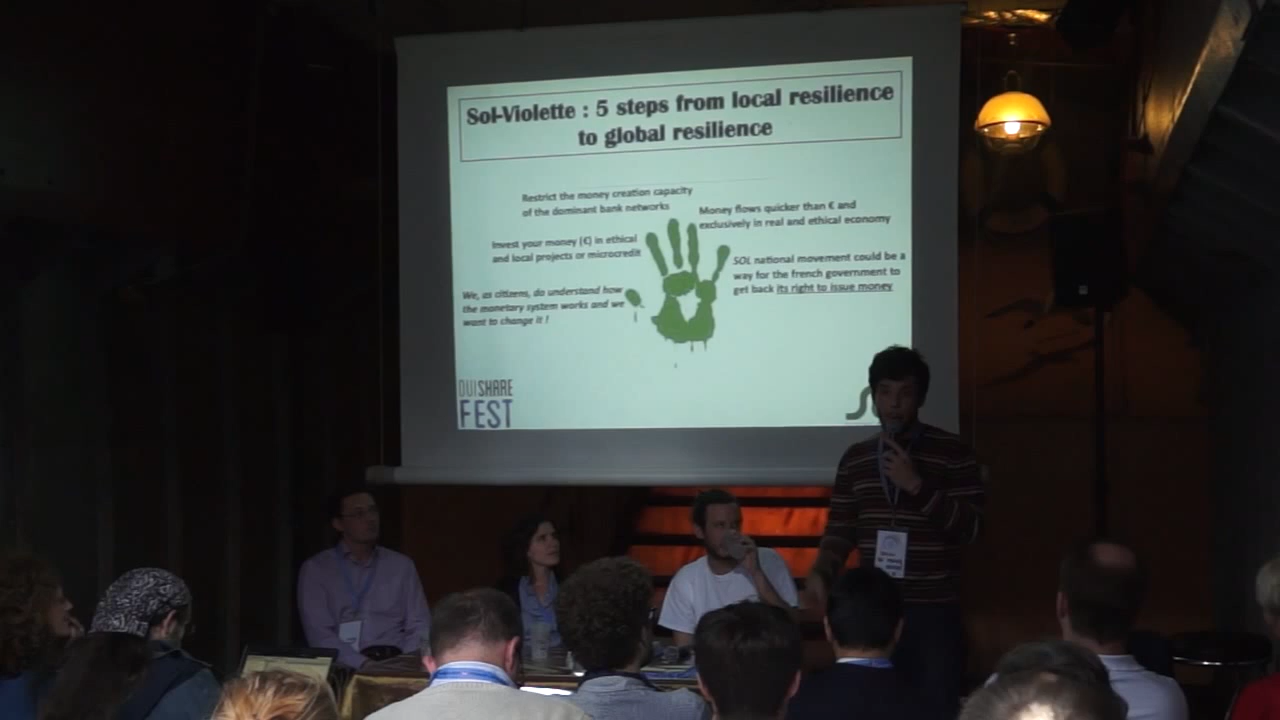 Sol-Violette : 5 steps from local resilience
to global resilience
Restrict the money creation capacity
of the dominant bank networks
Money flows quicker than € and
exclusively in real and ethical economy
Invest your money (€) in ethical
and local projects or microcredit
SOL national movement could be a
way for the french government to
get back its right to issue money
We, as citizens, do understand how
the monetary system works and we
want to change it !
OUISHARE
FEST